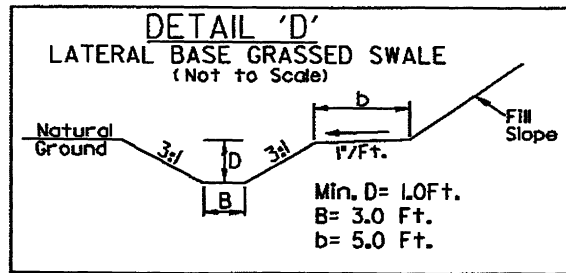 DETAIL 'D'
LATERAL BASE GRASSED SWALE
(Not to Scale)
b
Natural
Ground
3:1
D
3:1
1"/Ft.
Fill
Slope
B
Min. D= 1.0Ft.
B= 3.0 Ft.
b= 5.0 Ft.